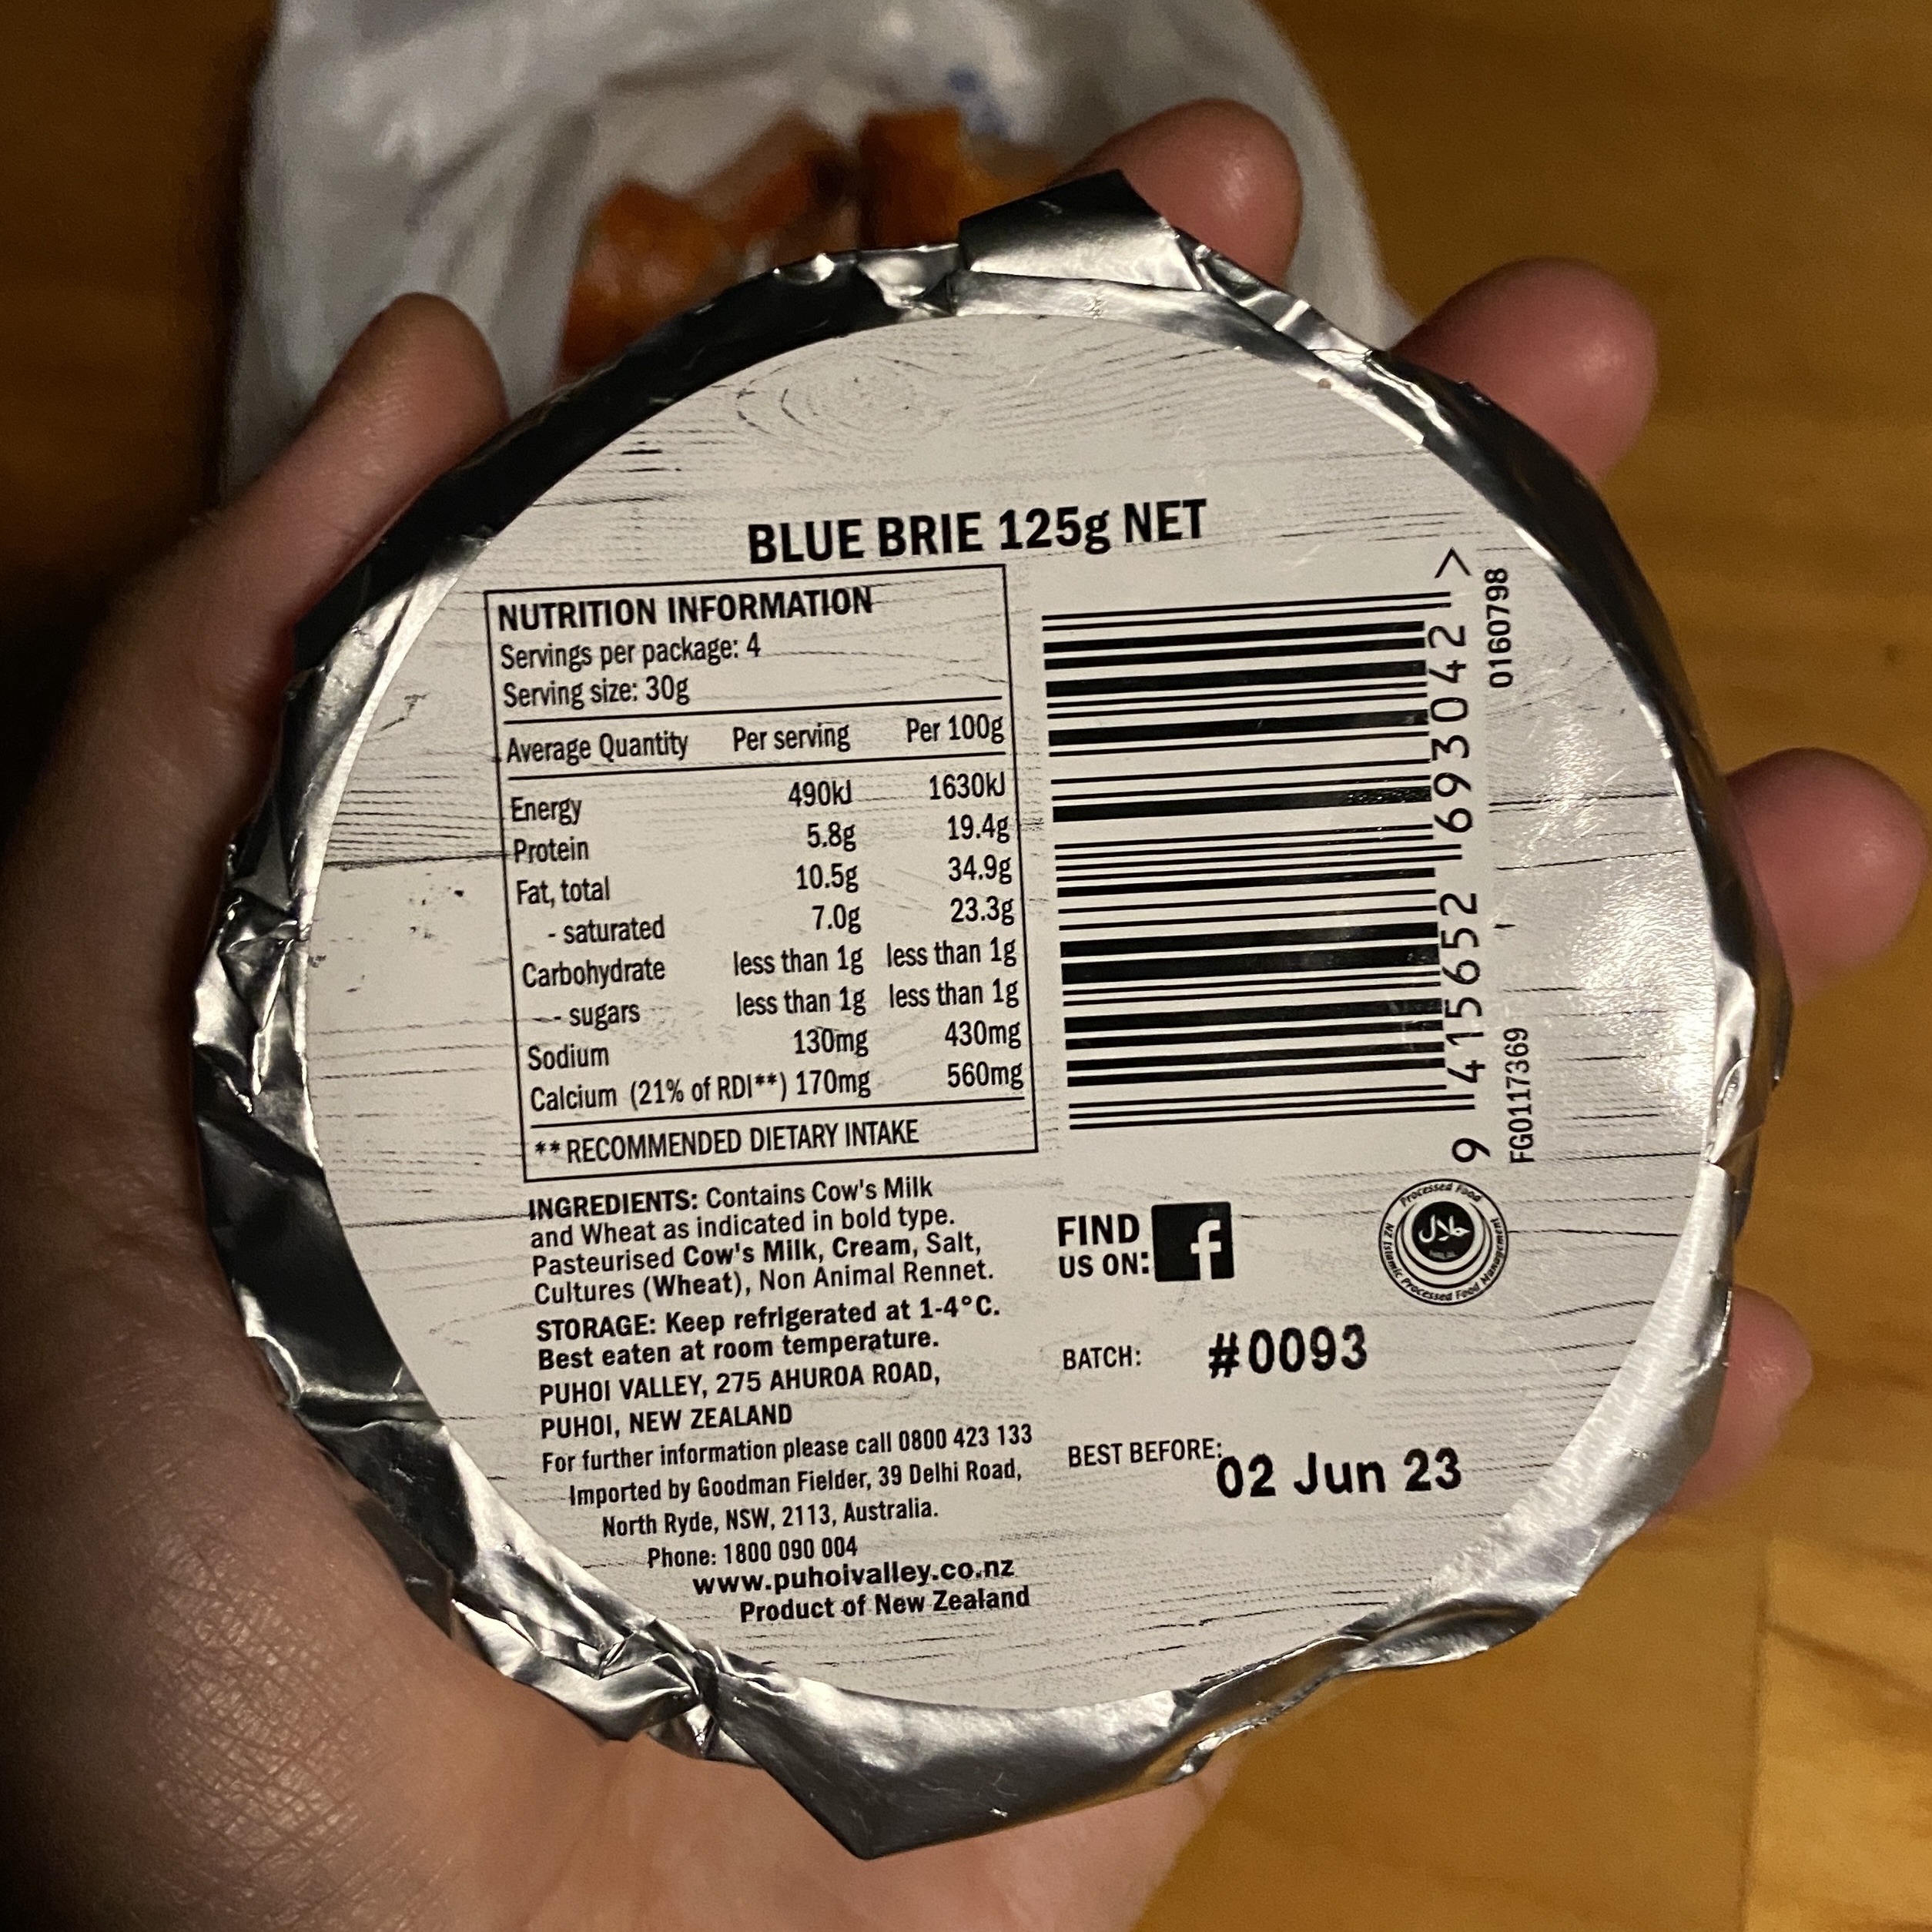 BLUE BRIE 125g NET
NUTRITION INFORMATION
Servings per package: 4
Serving size: 30g
Average Quantity Per serving Per 100g
Energy 490kJ 1630kJ
Protein 5.8g 19.4g
Fat, total 10.5g 34.9g
- saturated 7.0g 23.3g
Carbohydrate less than 1g less than 1g
- sugars less than 1g less than 1g
Sodium 130mg 430mg
Calcium (21% of RDI**) 170mg 560mg
**RECOMMENDED DIETARY INTAKE
INGREDIENTS: Contains Cow's Milk
and Wheat as indicated in bold type.
Pasteurised Cow's Milk, Cream, Salt,
Cultures (Wheat), Non Animal Rennet.
STORAGE: Keep refrigerated at 1-4°C.
Best eaten at room temperature.
PUHOI VALLEY, 275 AHUROA ROAD,
PUHOI, NEW ZEALAND
For further information please call 0800 423 133
Imported by Goodman Fielder, 39 Delhi Road,
North Ryde, NSW, 2113, Australia.
Phone: 1800 090 004
www.puhoivalley.co.nz
Product of New Zealand
9 415652 693042 >
0160798
FG0117369
FIND
US ON: f
Processed Food
حلال
NZ Islamic Processed Food Management
BATCH: #0093
BEST BEFORE: 02 Jun 23